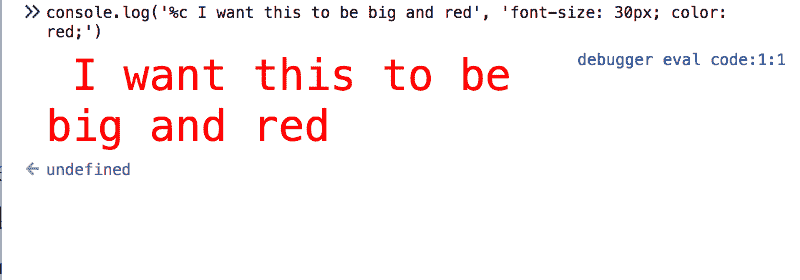 >> console.log('%c I want this to be big and red', 'font-size: 30px; color:
red;')
I want this to be
debugger eval code:1:1
big and red
← undefined